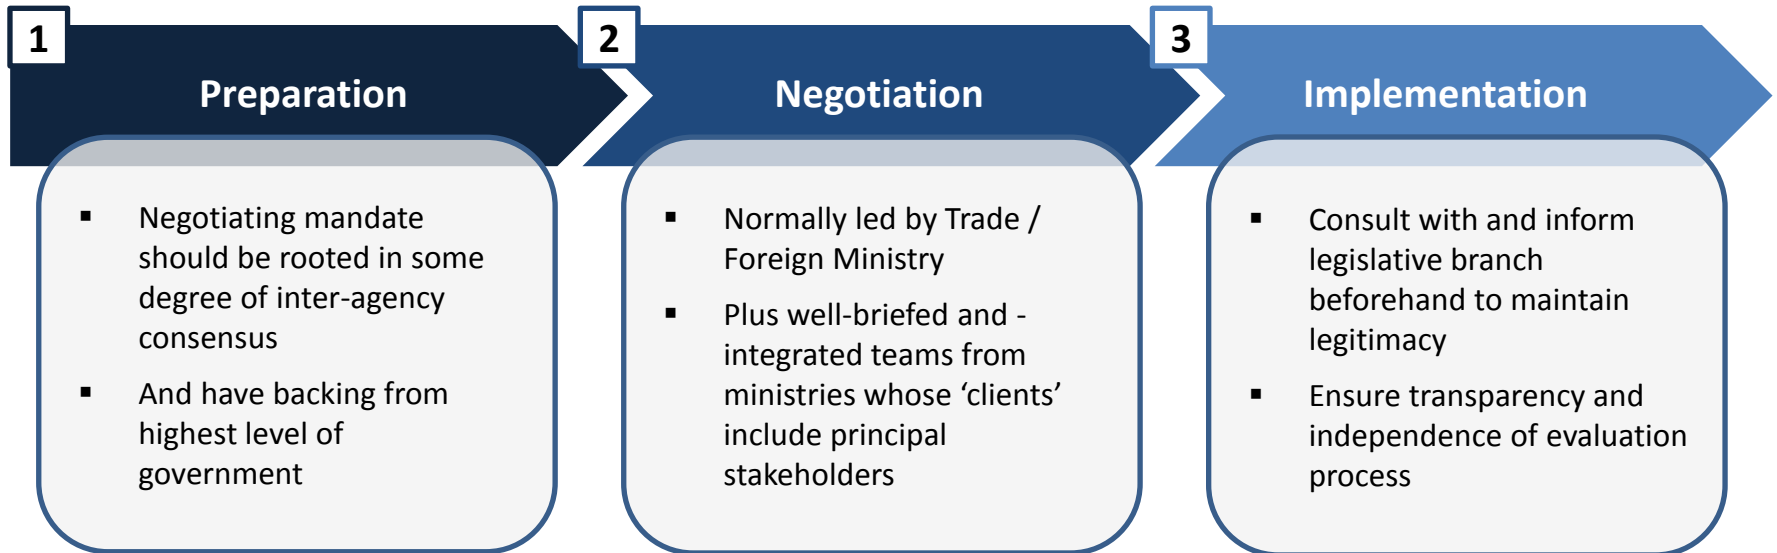 1
Preparation
▪ Negotiating mandate
should be rooted in some
degree of inter-agency
consensus
▪ And have backing from
highest level of
government
2
Negotiation
▪ Normally led by Trade /
Foreign Ministry
▪ Plus well-briefed and -
integrated teams from
ministries whose ‘clients’
include principal
stakeholders
3
Implementation
▪ Consult with and inform
legislative branch
beforehand to maintain
legitimacy
▪ Ensure transparency and
independence of evaluation
process